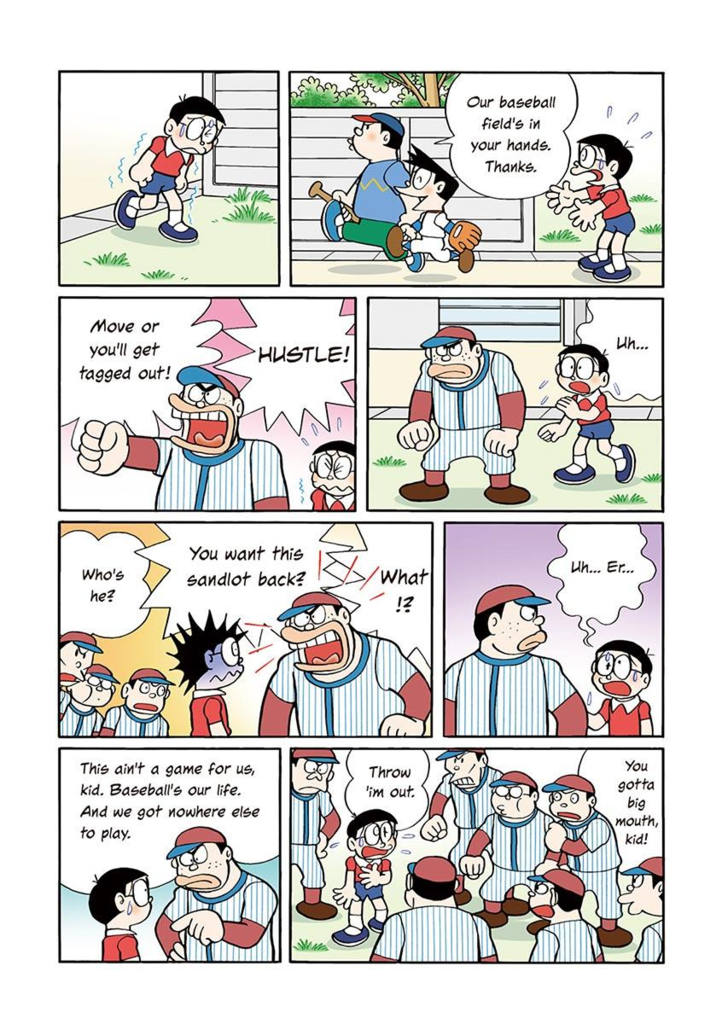 Our baseball
field's in
your hands.
Thanks.
Uh...
HUSTLE!
Move or
you'll get
tagged out!
Uh... Er...
What
!?
You want this
sandlot back?
Who's
he?
You
gotta
big
mouth,
kid!
Throw
'im out.
This ain't a game for us,
kid. Baseball's our life.
And we got nowhere else
to play.